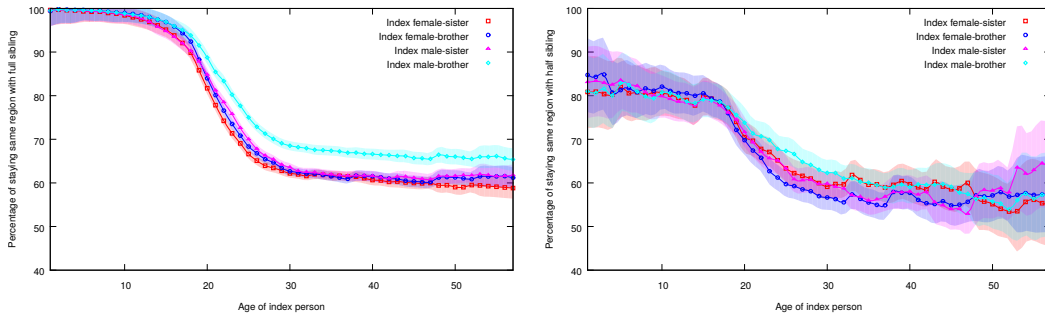 Percentage of staying same region with full sibling
100
90
80
70
60
50
40
10
20
30
40
50
Age of index person
Index female-sister
Index female-brother
Index male-sister
Index male-brother
Percentage of staying same region with half sibling
100
90
80
70
60
50
40
10
20
30
40
50
Age of index person
Index female-sister
Index female-brother
Index male-sister
Index male-brother